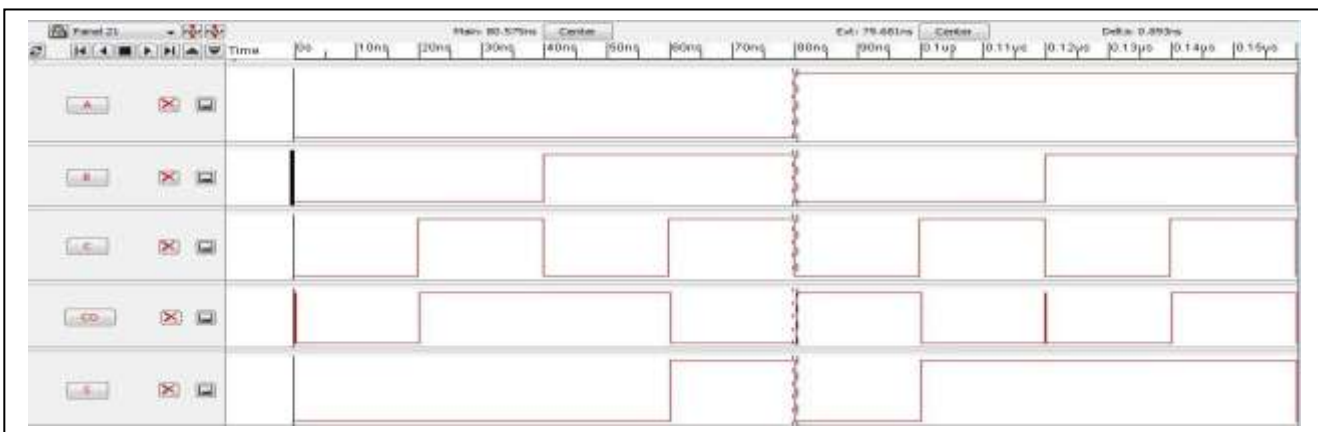 Panel 21 Main: 80.575ns Center Ext: 79.681ns Center Delta: 0.893ns
Time 0s 10ns 20ns 30ns 40ns 50ns 60ns 70ns 80ns 90ns 0.1us 0.11us 0.12us 0.13us 0.14us 0.15us
A
B
C
CO
S